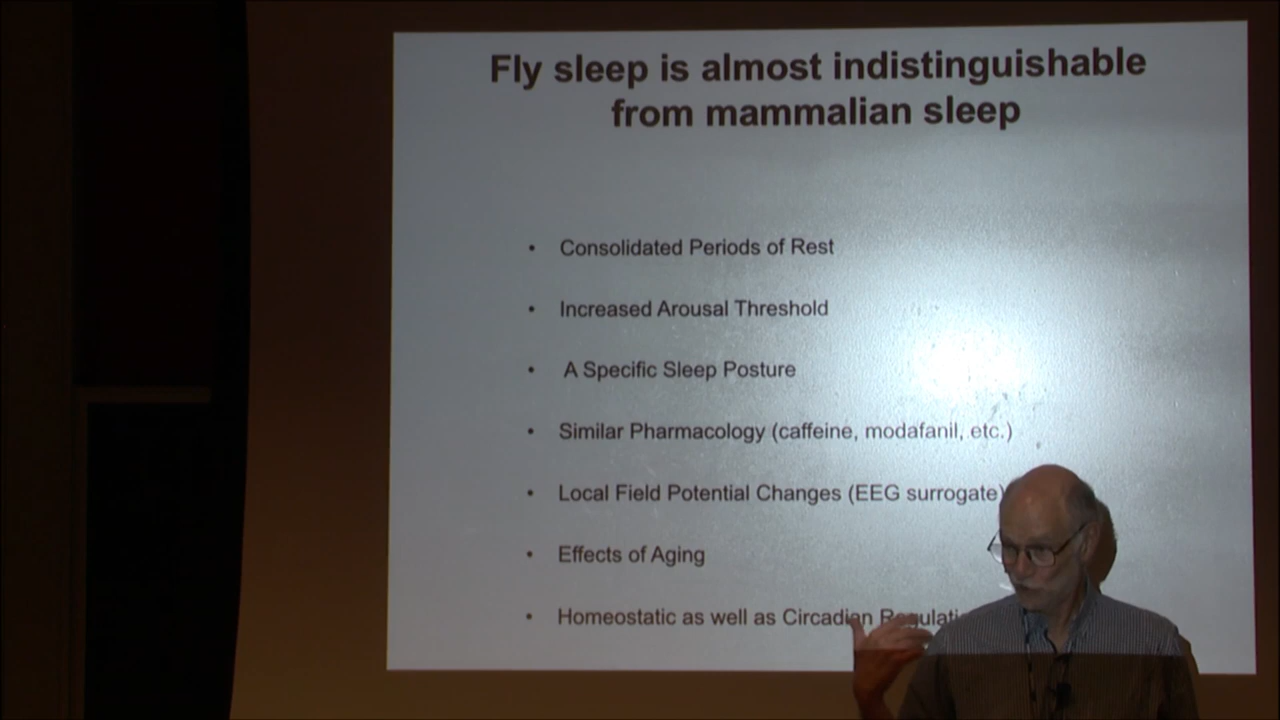 Fly sleep is almost indistinguishable
from mammalian sleep
• Consolidated Periods of Rest
• Increased Arousal Threshold
• A Specific Sleep Posture
• Similar Pharmacology (caffeine, modafanil, etc.)
• Local Field Potential Changes (EEG surrogate)
• Effects of Aging
• Homeostatic as well as Circadian Regulati